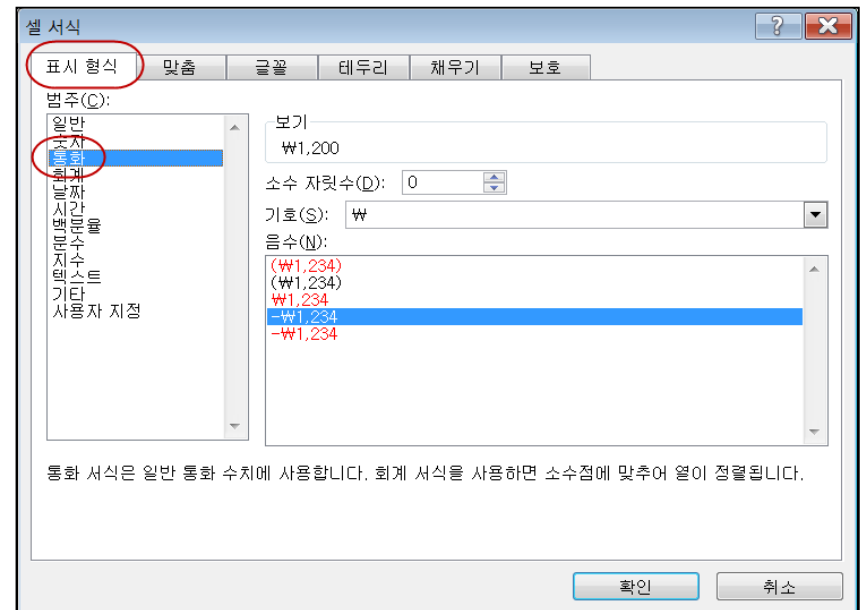 셀 서식
표시 형식 맞춤 글꼴 테두리 채우기 보호
범주(C):
일반
숫자
통화
회계
날짜
시간
백분율
분수
지수
텍스트
기타
사용자 지정
보기
₩1,200
소수 자릿수(D): 0
기호(S): ₩
음수(N):
(₩1,234)
(₩1,234)
₩1,234
-₩1,234
-₩1,234
통화 서식은 일반 통화 수치에 사용합니다. 회계 서식을 사용하면 소수점에 맞추어 열이 정렬됩니다.
확인 취소